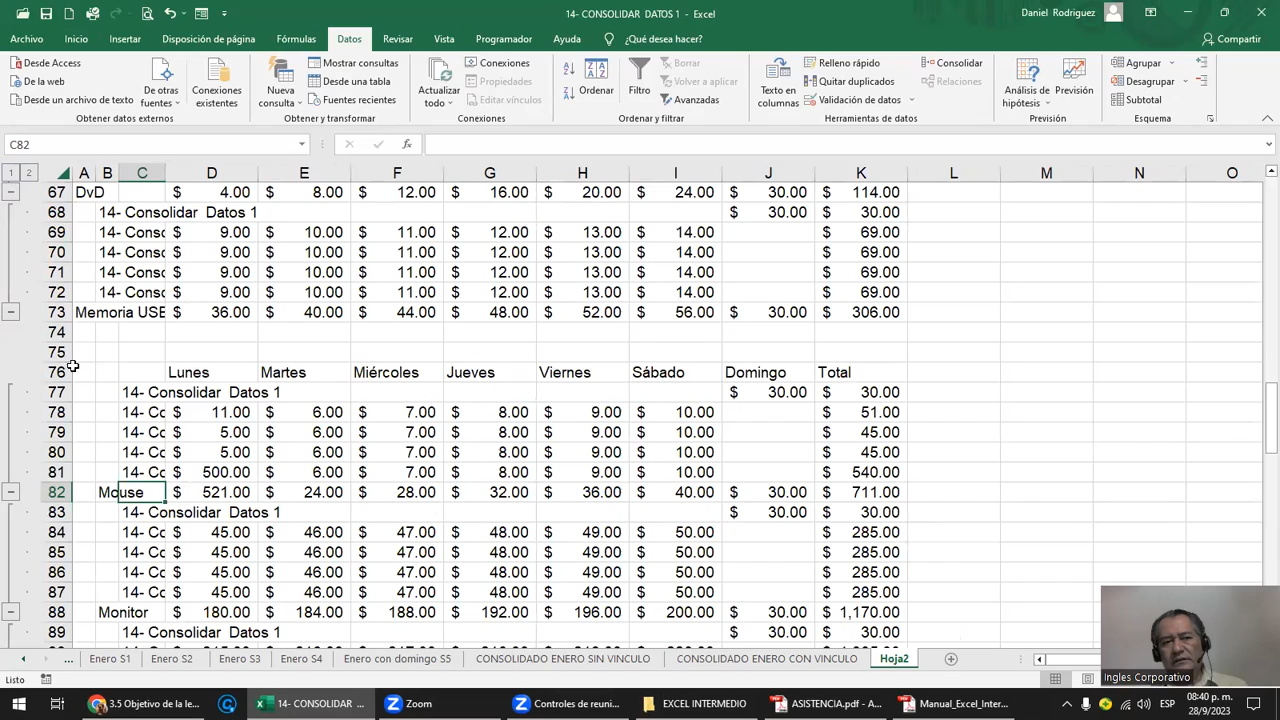 14- CONSOLIDAR DATOS 1 - Excel
Daniel Rodriguez
Archivo Inicio Insertar Disposición de página Fórmulas Datos Revisar Vista Programador Ayuda ¿Qué desea hacer? Compartir
Desde Access
De la web
Desde un archivo de texto
De otras fuentes
Conexiones existentes
Obtener datos externos
Nueva consulta
Mostrar consultas
Desde una tabla
Fuentes recientes
Obtener y transformar
Actualizar todo
Conexiones
Propiedades
Editar vínculos
Conexiones
Ordenar
Filtro
Borrar
Volver a aplicar
Avanzadas
Ordenar y filtrar
Texto en columnas
Relleno rápido
Quitar duplicados
Validación de datos
Consolidar
Relaciones
Herramientas de datos
Análisis de hipótesis
Previsión
Previsión
Agrupar
Desagrupar
Subtotal
Esquema
C82 fx
1 2 A B C D E F G H I J K L M N O
67 DvD $ 4.00 $ 8.00 $ 12.00 $ 16.00 $ 20.00 $ 24.00 $ 30.00 $ 114.00
68 14- Consolidar Datos 1 $ 30.00 $ 30.00
69 14- Consc $ 9.00 $ 10.00 $ 11.00 $ 12.00 $ 13.00 $ 14.00 $ 69.00
70 14- Consc $ 9.00 $ 10.00 $ 11.00 $ 12.00 $ 13.00 $ 14.00 $ 69.00
71 14- Consc $ 9.00 $ 10.00 $ 11.00 $ 12.00 $ 13.00 $ 14.00 $ 69.00
72 14- Consc $ 9.00 $ 10.00 $ 11.00 $ 12.00 $ 13.00 $ 14.00 $ 69.00
73 Memoria USB $ 36.00 $ 40.00 $ 44.00 $ 48.00 $ 52.00 $ 56.00 $ 30.00 $ 306.00
74
75
76 Lunes Martes Miércoles Jueves Viernes Sábado Domingo Total
77 14- Consolidar Datos 1 $ 30.00 $ 30.00
78 14- Co $ 11.00 $ 6.00 $ 7.00 $ 8.00 $ 9.00 $ 10.00 $ 51.00
79 14- Co $ 5.00 $ 6.00 $ 7.00 $ 8.00 $ 9.00 $ 10.00 $ 45.00
80 14- Co $ 5.00 $ 6.00 $ 7.00 $ 8.00 $ 9.00 $ 10.00 $ 45.00
81 14- Co $ 500.00 $ 6.00 $ 7.00 $ 8.00 $ 9.00 $ 10.00 $ 540.00
82 Mouse $ 521.00 $ 24.00 $ 28.00 $ 32.00 $ 36.00 $ 40.00 $ 30.00 $ 711.00
83 14- Consolidar Datos 1 $ 30.00 $ 30.00
84 14- Co $ 45.00 $ 46.00 $ 47.00 $ 48.00 $ 49.00 $ 50.00 $ 285.00
85 14- Co $ 45.00 $ 46.00 $ 47.00 $ 48.00 $ 49.00 $ 50.00 $ 285.00
86 14- Co $ 45.00 $ 46.00 $ 47.00 $ 48.00 $ 49.00 $ 50.00 $ 285.00
87 14- Co $ 45.00 $ 46.00 $ 47.00 $ 48.00 $ 49.00 $ 50.00 $ 285.00
88 Monitor $ 180.00 $ 184.00 $ 188.00 $ 192.00 $ 196.00 $ 200.00 $ 30.00 $ 1,170.00
89 14- Consolidar Datos 1 $ 30.00 $ 30.00
... Enero S1 Enero S2 Enero S3 Enero S4 Enero con domingo S5 CONSOLIDADO ENERO SIN VINCULO CONSOLIDADO ENERO CON VINCULO Hoja2
Ingles Corporativo
Listo
3.5 Objetivo de la le... 14- CONSOLIDAR ... Zoom Controles de reuni... EXCEL INTERMEDIO ASISTENCIA.pdf - A... Manual_Excel_Inter... ESP 08:40 p. m.
28/9/2023